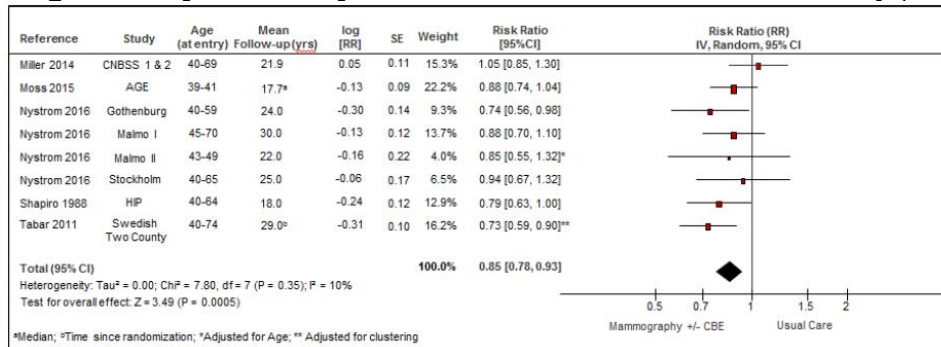 Reference Study Age (at entry) Mean Follow-up (yrs) log [RR] SE Weight Risk Ratio [95%CI] Risk Ratio (RR) IV, Random, 95% CI
Miller 2014 CNBSS 1 & 2 40-69 21.9 0.05 0.11 15.3% 1.05 [0.85, 1.30]
Moss 2015 AGE 39-41 17.7ª -0.13 0.09 22.2% 0.88 [0.74, 1.04]
Nystrom 2016 Gothenburg 40-59 24.0 -0.30 0.14 9.3% 0.74 [0.56, 0.98]
Nystrom 2016 Malmo I 45-70 30.0 -0.13 0.12 13.7% 0.88 [0.70, 1.10]
Nystrom 2016 Malmo II 43-49 22.0 -0.16 0.22 4.0% 0.85 [0.55, 1.32]*
Nystrom 2016 Stockholm 40-65 25.0 -0.06 0.17 6.5% 0.94 [0.67, 1.32]
Shapiro 1988 HIP 40-64 18.0 -0.24 0.12 12.9% 0.79 [0.63, 1.00]
Tabar 2011 Swedish Two County 40-74 29.0ᵇ -0.31 0.10 16.2% 0.73 [0.59, 0.90]**
Total (95% CI) 100.0% 0.85 [0.78, 0.93]
Heterogeneity: Tau² = 0.00; Chi² = 7.80, df = 7 (P = 0.35); I² = 10%
Test for overall effect: Z = 3.49 (P = 0.0005)
0.5 0.7 1 1.5 2
Mammography +/- CBE Usual Care
ªMedian; ᵇTime since randomization; *Adjusted for Age; ** Adjusted for clustering